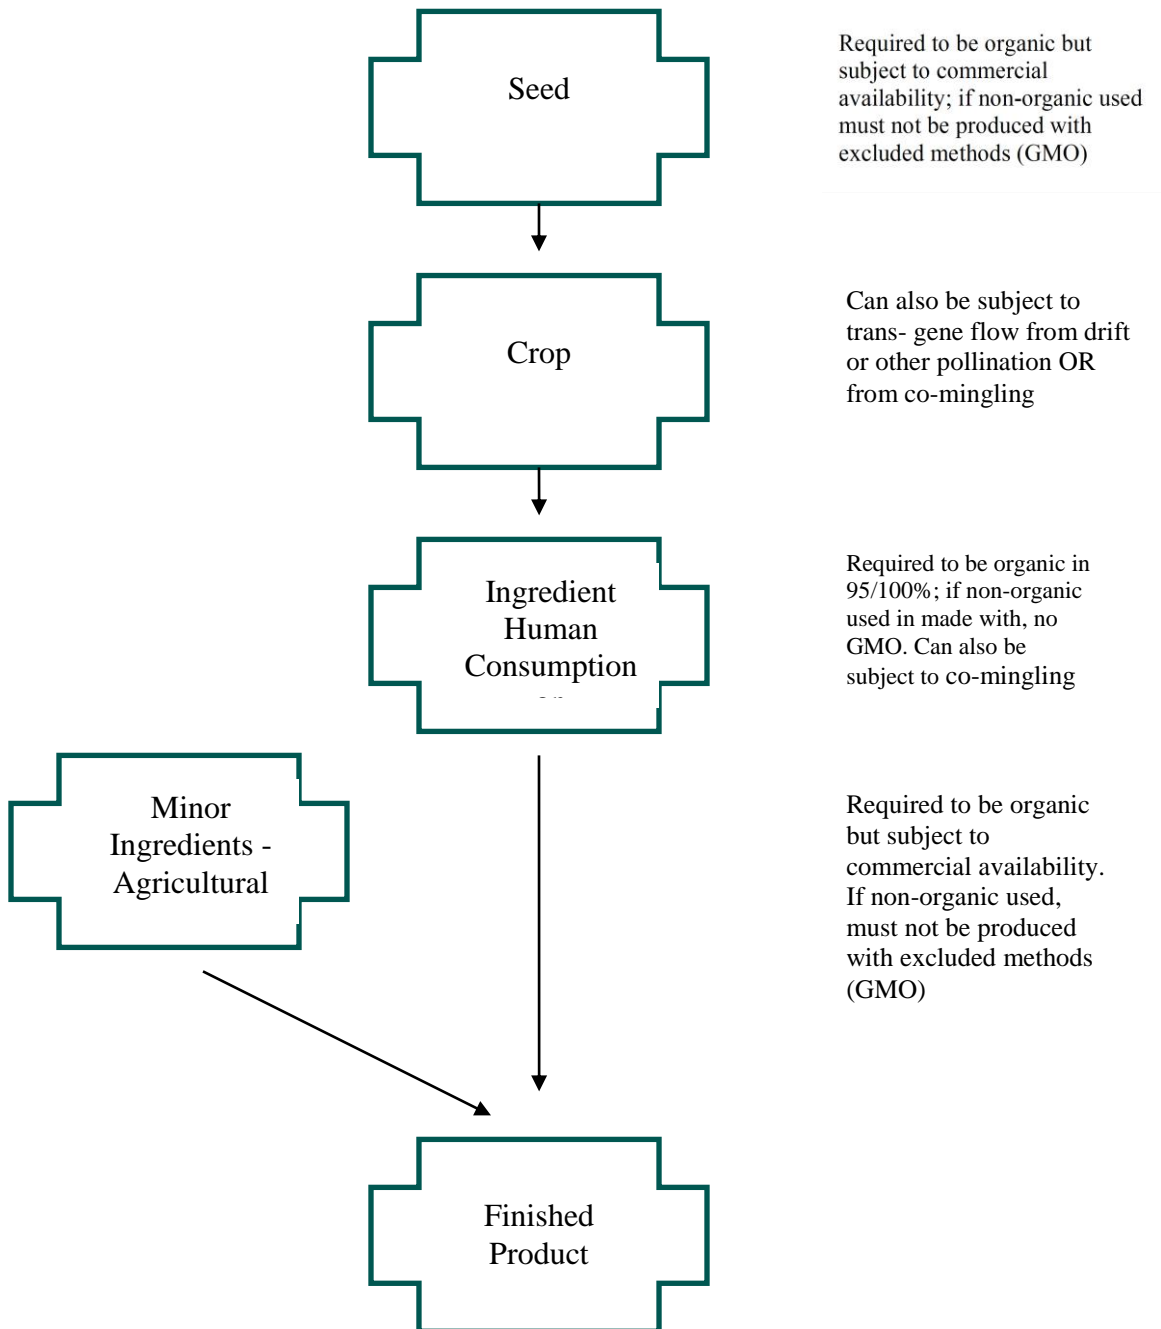 Seed
Required to be organic but
subject to commercial
availability; if non-organic used
must not be produced with
excluded methods (GMO)
Crop
Can also be subject to
trans- gene flow from drift
or other pollination OR
from co-mingling
Ingredient
Human
Consumption
Required to be organic in
95/100%; if non-organic
used in made with, no
GMO. Can also be
subject to co-mingling
Minor
Ingredients -
Agricultural
Required to be organic
but subject to
commercial availability.
If non-organic used,
must not be produced
with excluded methods
(GMO)
Finished
Product